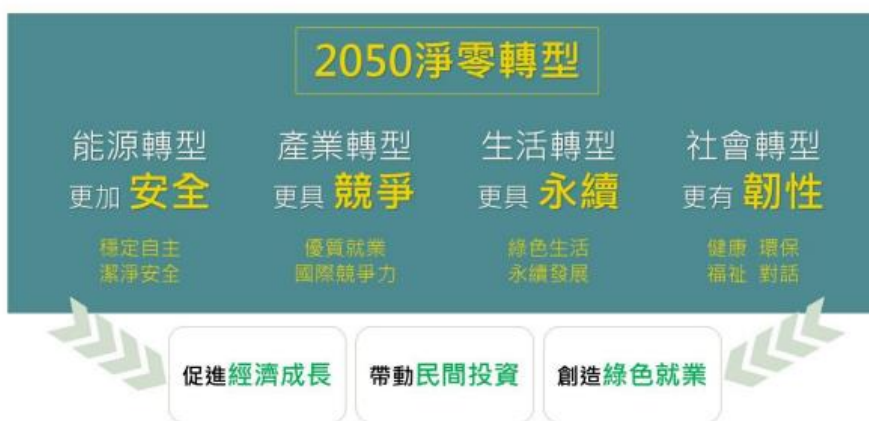 2050淨零轉型
能源轉型
更加 安全
穩定自主
潔淨安全
產業轉型
更具 競爭
優質就業
國際競爭力
生活轉型
更具 永續
綠色生活
永續發展
社會轉型
更有 韌性
健康 環保
福祉 對話
促進經濟成長
帶動民間投資
創造綠色就業